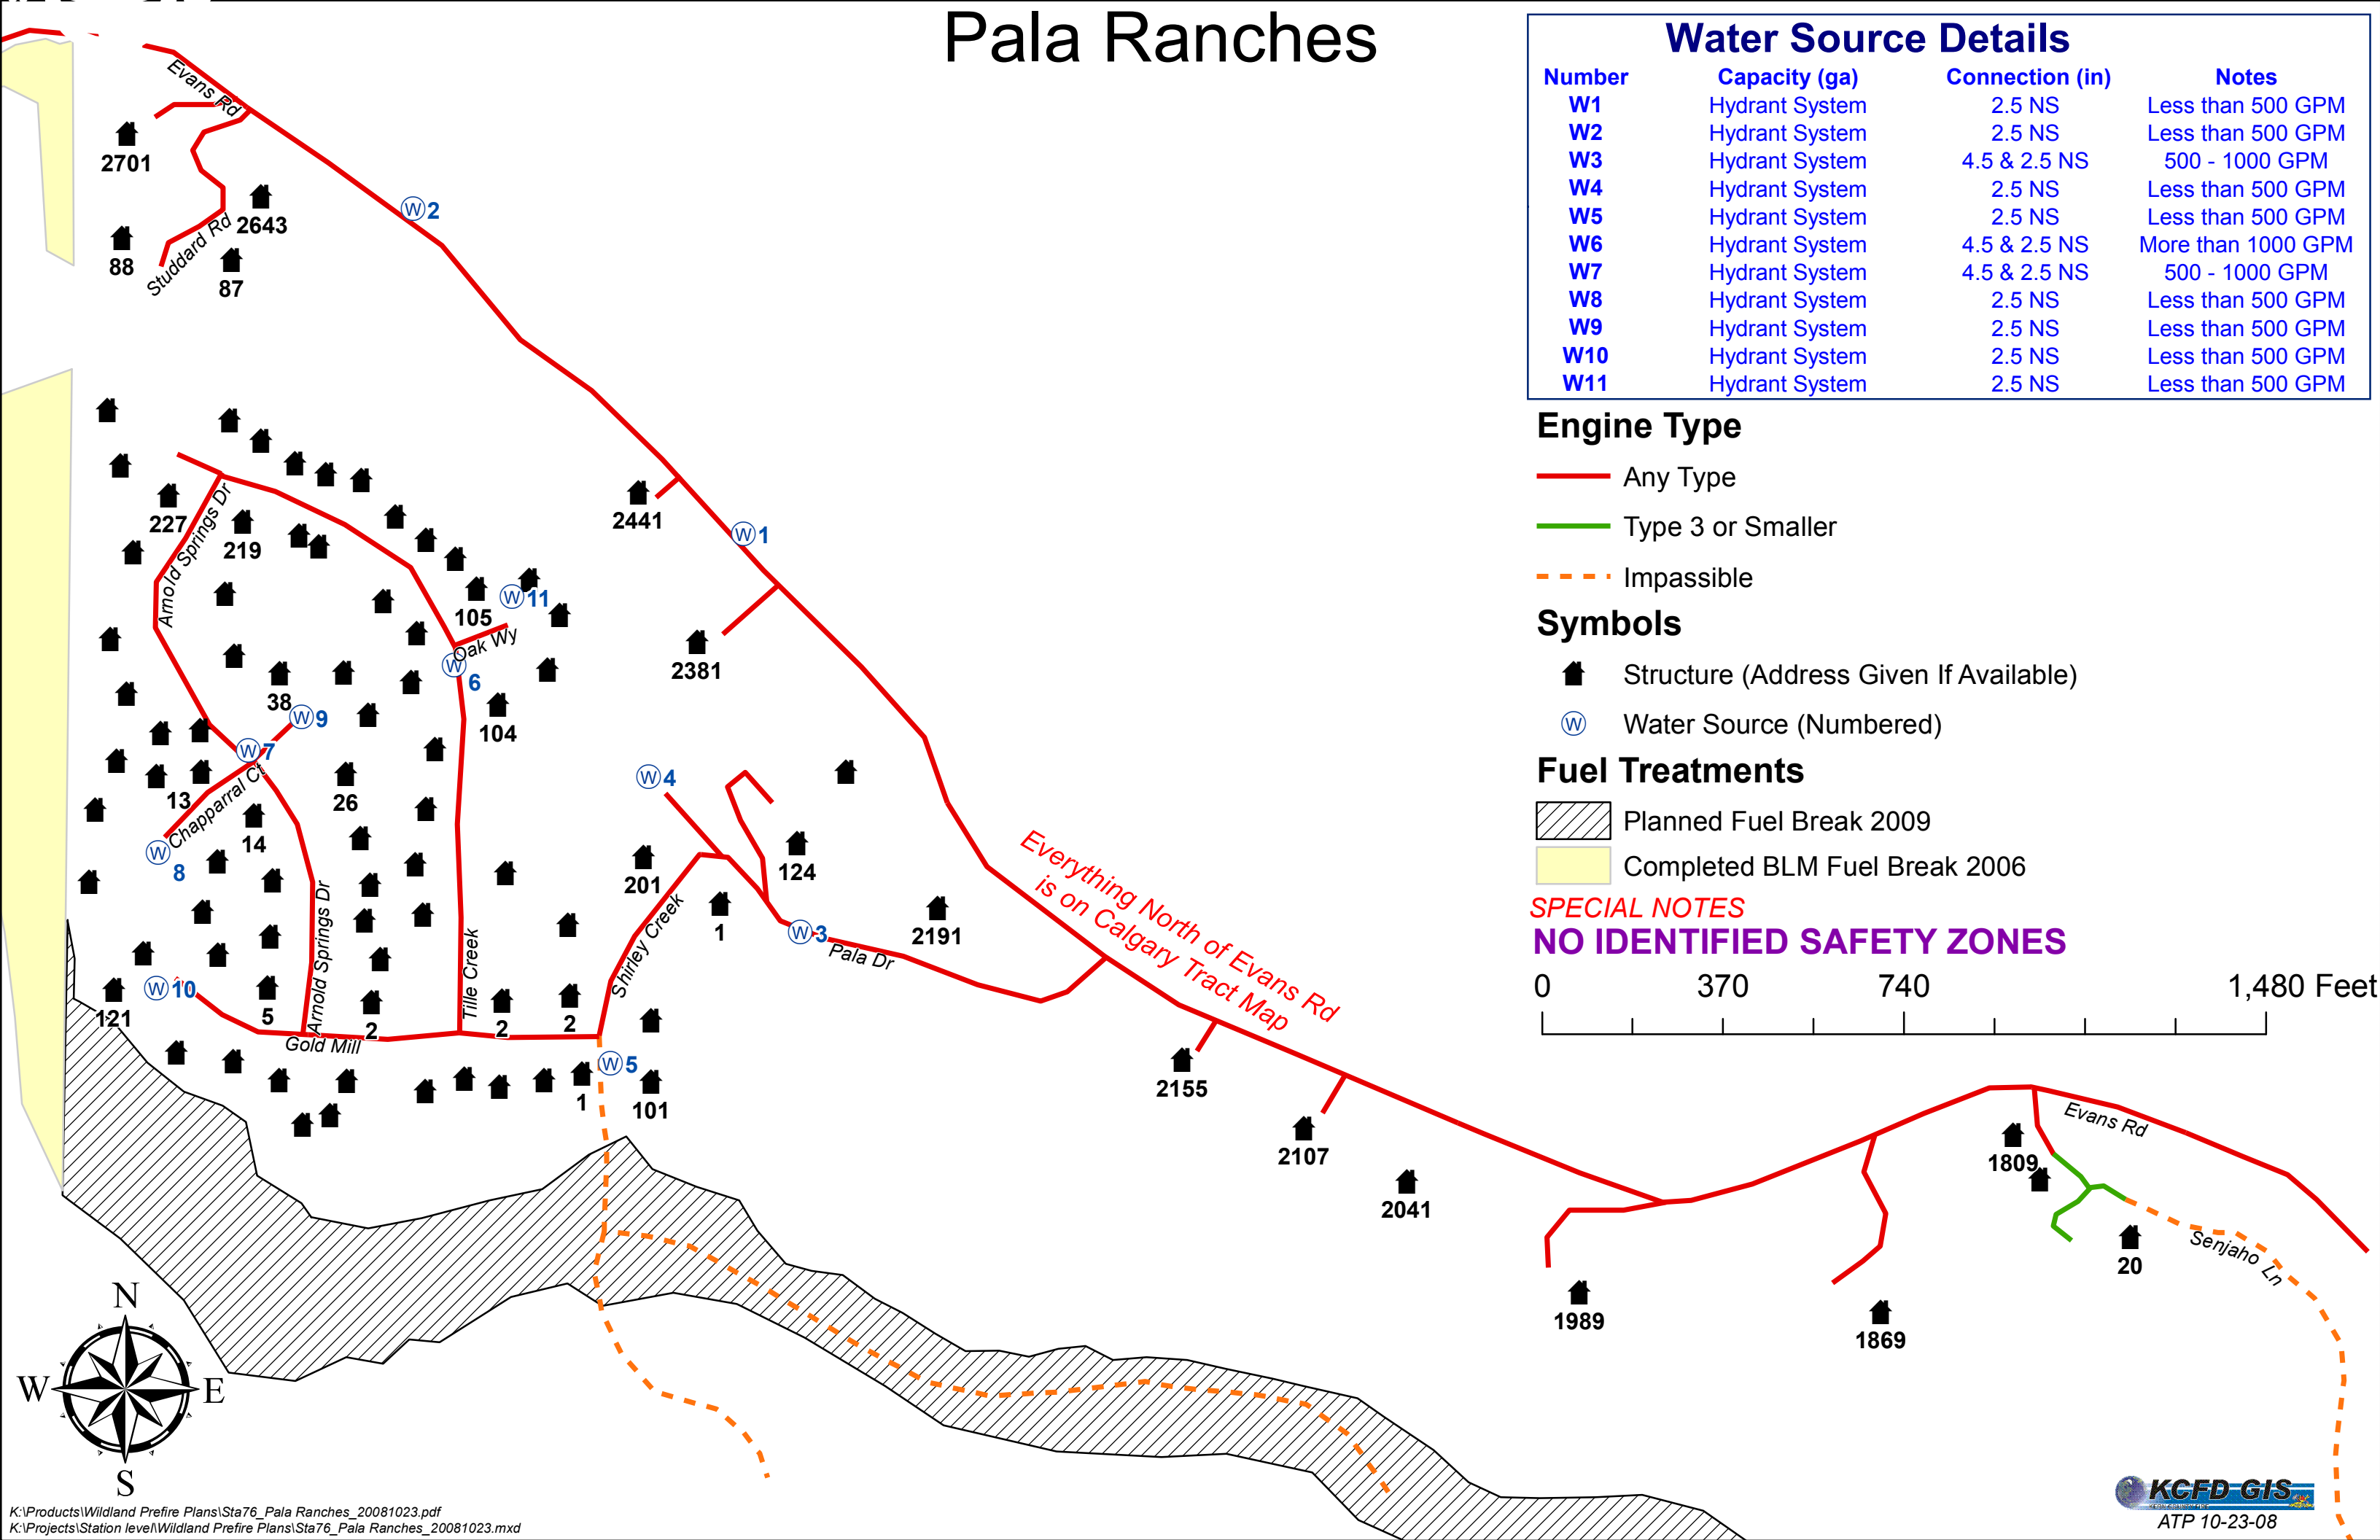 Pala Ranches
Water Source Details
Number Capacity (ga) Connection (in) Notes
W1 Hydrant System 2.5 NS Less than 500 GPM
W2 Hydrant System 2.5 NS Less than 500 GPM
W3 Hydrant System 4.5 & 2.5 NS 500 - 1000 GPM
W4 Hydrant System 2.5 NS Less than 500 GPM
W5 Hydrant System 2.5 NS Less than 500 GPM
W6 Hydrant System 4.5 & 2.5 NS More than 1000 GPM
W7 Hydrant System 4.5 & 2.5 NS 500 - 1000 GPM
W8 Hydrant System 2.5 NS Less than 500 GPM
W9 Hydrant System 2.5 NS Less than 500 GPM
W10 Hydrant System 2.5 NS Less than 500 GPM
W11 Hydrant System 2.5 NS Less than 500 GPM
Engine Type
Any Type
Type 3 or Smaller
Impassible
Symbols
Structure (Address Given If Available)
W Water Source (Numbered)
Fuel Treatments
Planned Fuel Break 2009
Completed BLM Fuel Break 2006
SPECIAL NOTES
NO IDENTIFIED SAFETY ZONES
0 370 740 1,480 Feet
Evans Rd
2701
W 2
2643
Studdard Rd
88
87
2441
W 1
227
219
Arnold Springs Dr
105
W 11
Oak Wy
W 6
2381
38
W 9
104
W 7
W 4
13
26
Chapparral Ct
14
W 8
201
124
1
W 3
2191
Pala Dr
Shirley Creek
Everything North of Evans Rd
is on Calgary Tract Map
Arnold Springs Dr
Tille Creek
W 10
121
5
2
2
2
Gold Mill
W 5
1
101
2155
2107
2041
1989
1869
Evans Rd
1809
20
Senjaho Ln
N
W E
S
K:\Products\Wildland Prefire Plans\Sta76_Pala Ranches_20081023.pdf
K:\Projects\Station level\Wildland Prefire Plans\Sta76_Pala Ranches_20081023.mxd
KCFD GIS
ATP 10-23-08